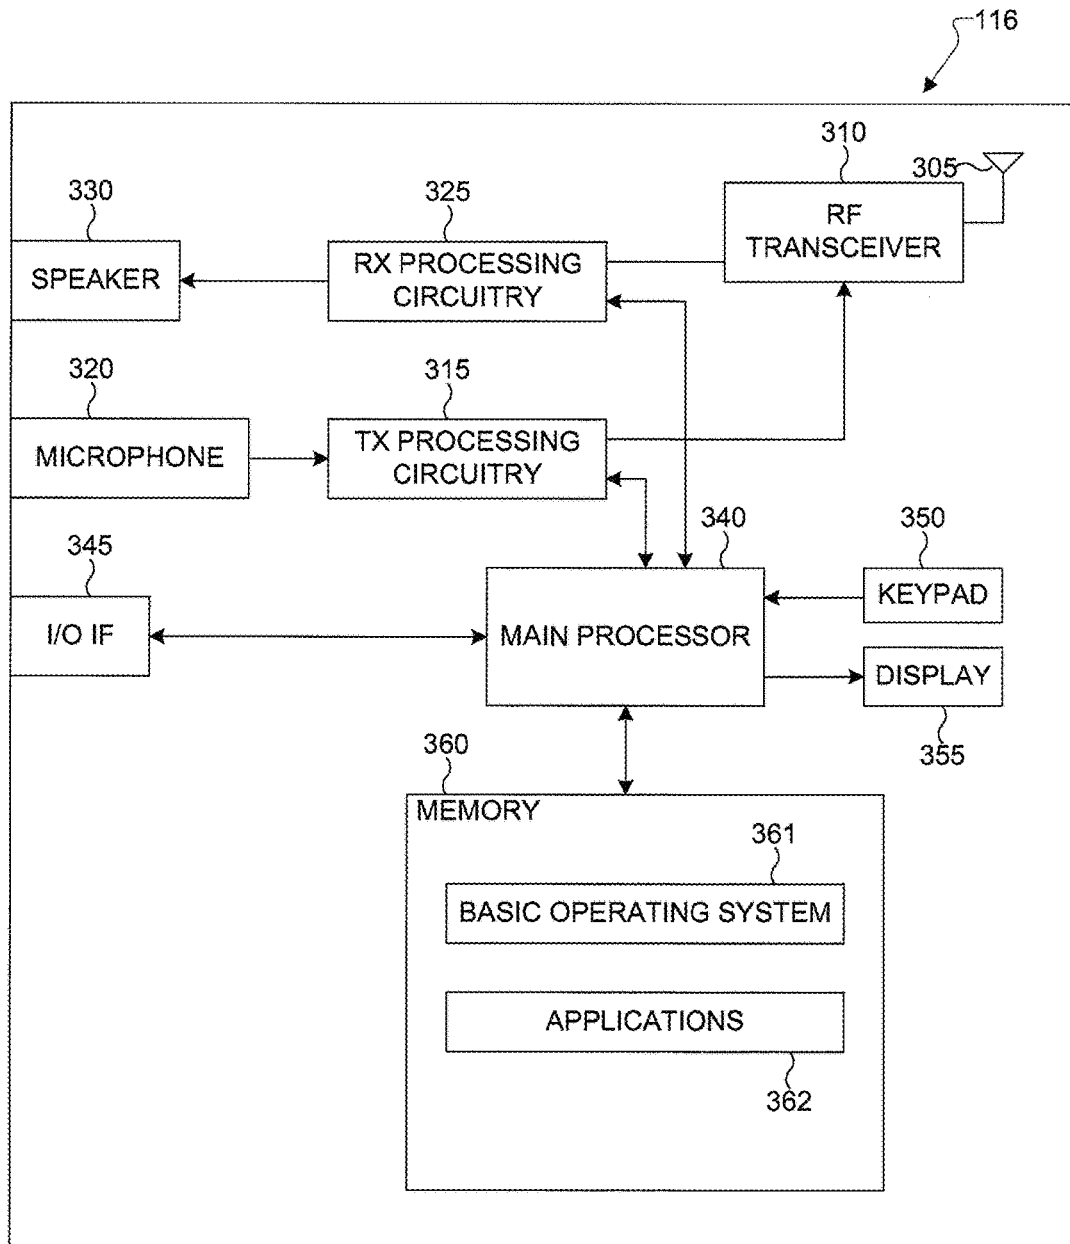 116
310
305
330
325
RF
TRANSCEIVER
SPEAKER
RX PROCESSING
CIRCUITRY
320
315
MICROPHONE
TX PROCESSING
CIRCUITRY
345
340
350
I/O IF
MAIN PROCESSOR
KEYPAD
DISPLAY
355
360
MEMORY
361
BASIC OPERATING SYSTEM
APPLICATIONS
362